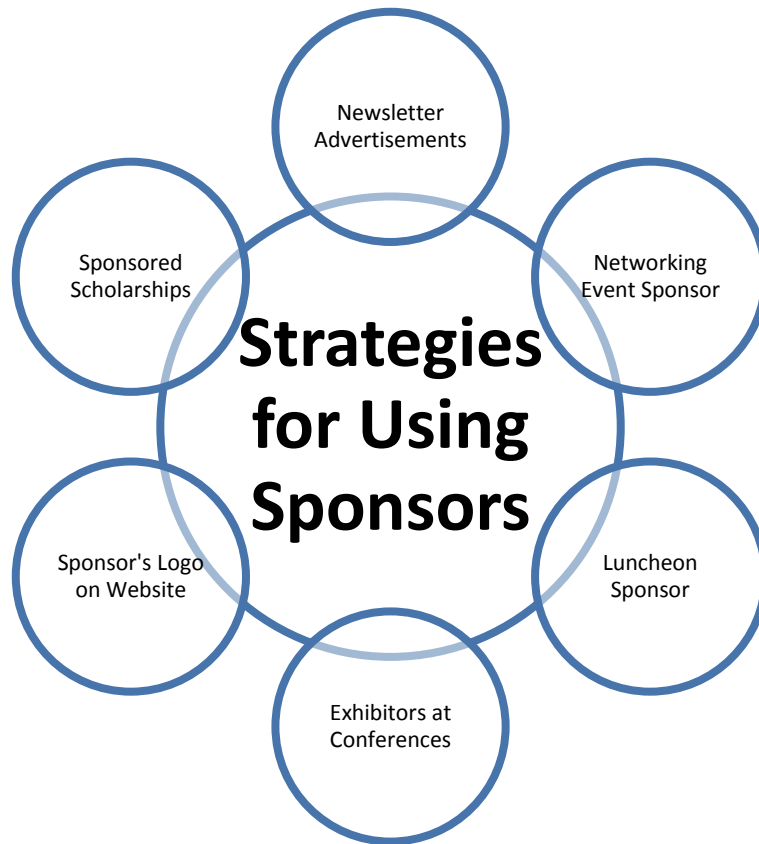 Newsletter
Advertisements
Sponsored
Scholarships
Networking
Event Sponsor
Strategies
for Using
Sponsors
Sponsor's Logo
on Website
Luncheon
Sponsor
Exhibitors at
Conferences